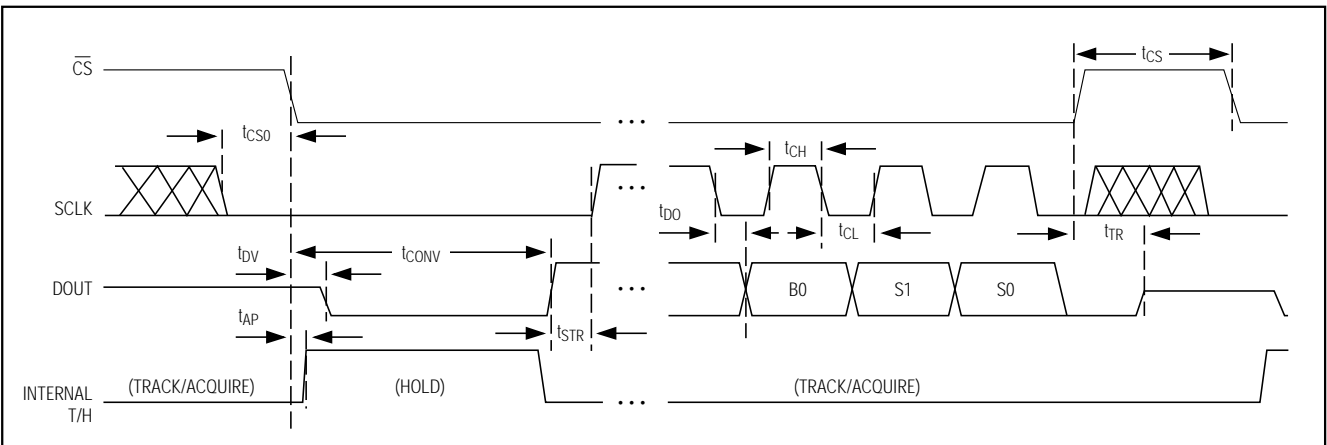 CS
tCS
tCS0
tCH
SCLK
tDO
tCL
tTR
tDV
tCONV
DOUT
B0
S1
S0
tAP
tSTR
INTERNAL
T/H
(TRACK/ACQUIRE)
(HOLD)
(TRACK/ACQUIRE)